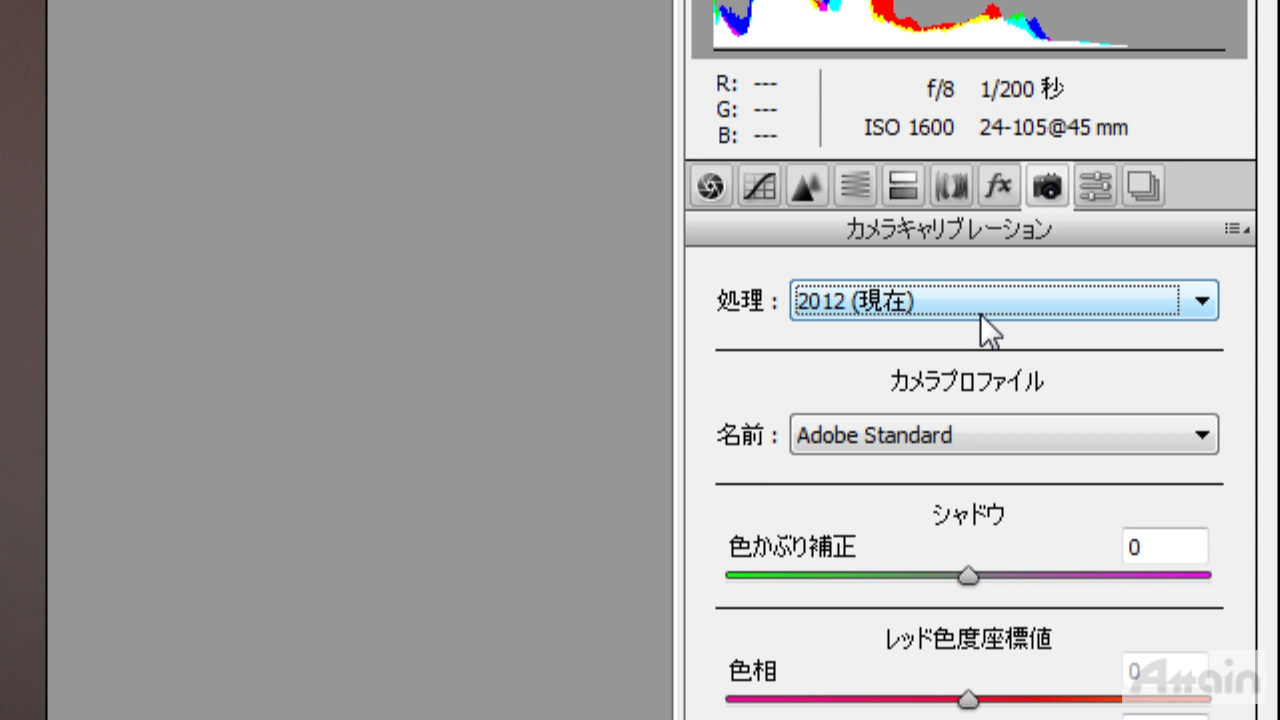 R: --- f/8 1/200 秒
G: ---
B: --- ISO 1600 24-105@45 mm
fx
カメラキャリブレーション
処理 : 2012 (現在)
カメラプロファイル
名前 : Adobe Standard
シャドウ
色かぶり補正 0
レッド色度座標値
色相 0
Attain